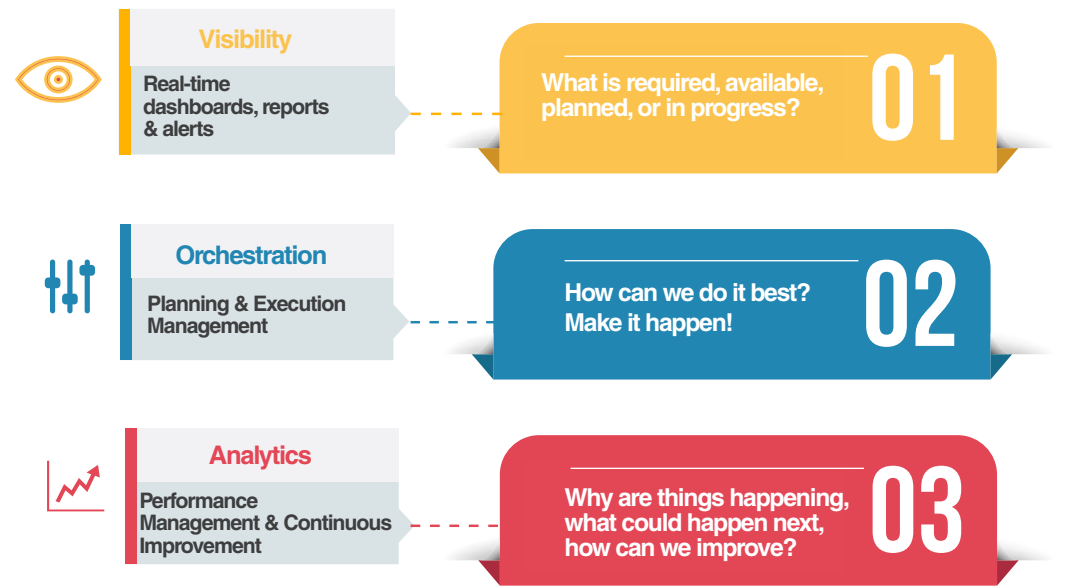 Visibility
Real-time
dashboards, reports
& alerts
What is required, available,
planned, or in progress?
01
Orchestration
Planning & Execution
Management
How can we do it best?
Make it happen!
02
Analytics
Performance
Management & Continuous
Improvement
Why are things happening,
what could happen next,
how can we improve?
03